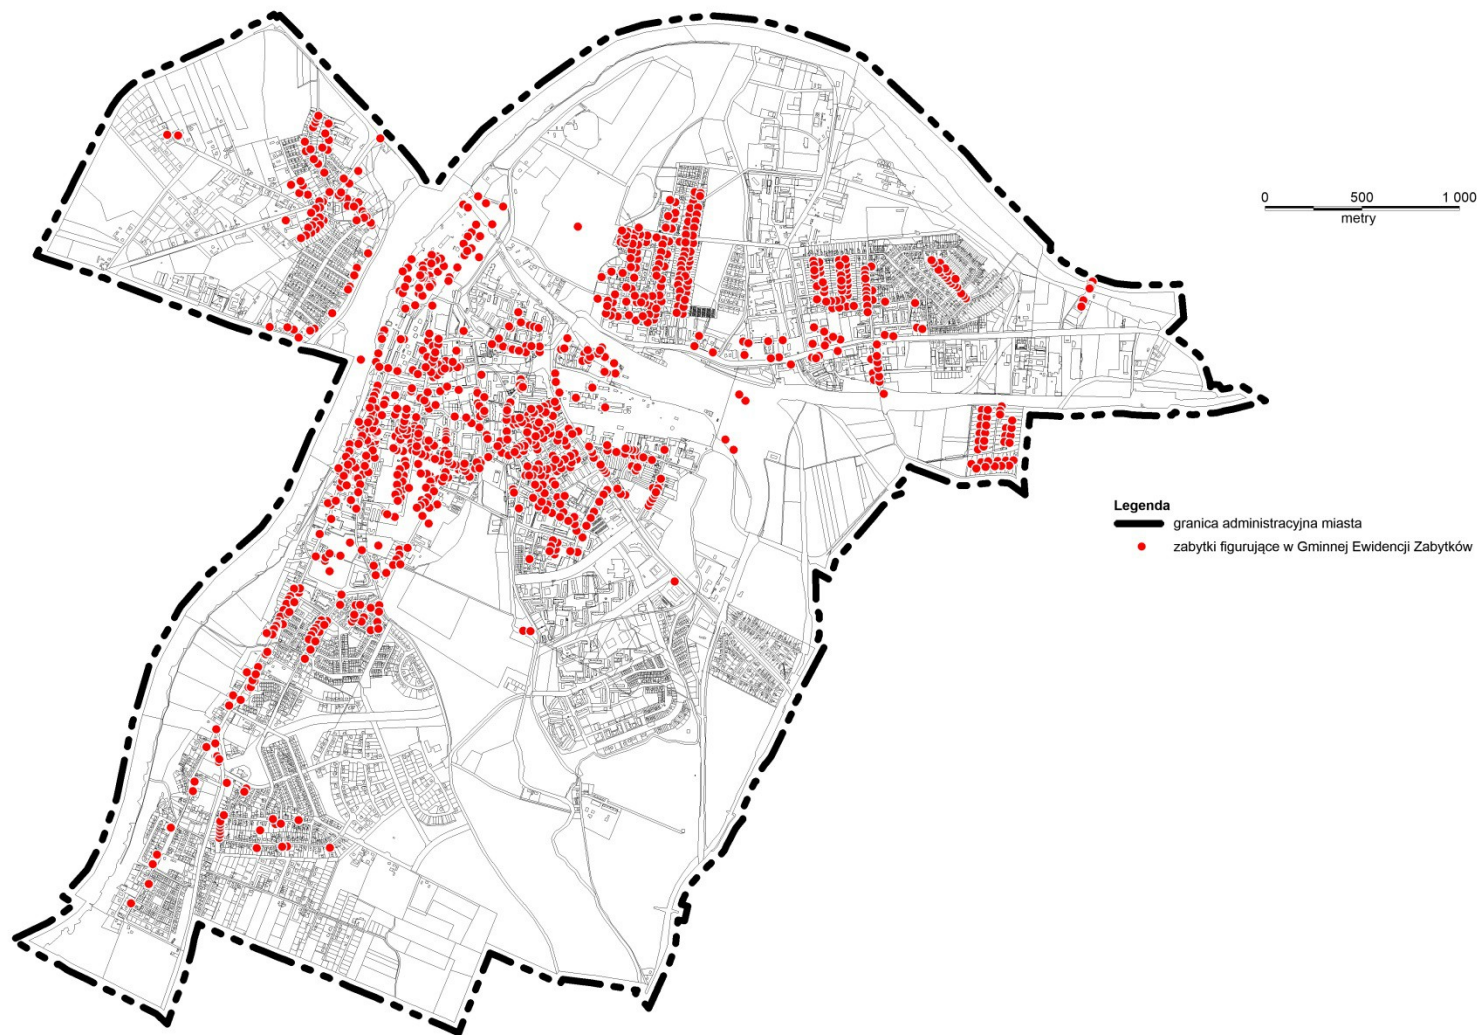 0 500 1 000
metry
Legenda
granica administracyjna miasta
zabytki figurujące w Gminnej Ewidencji Zabytków